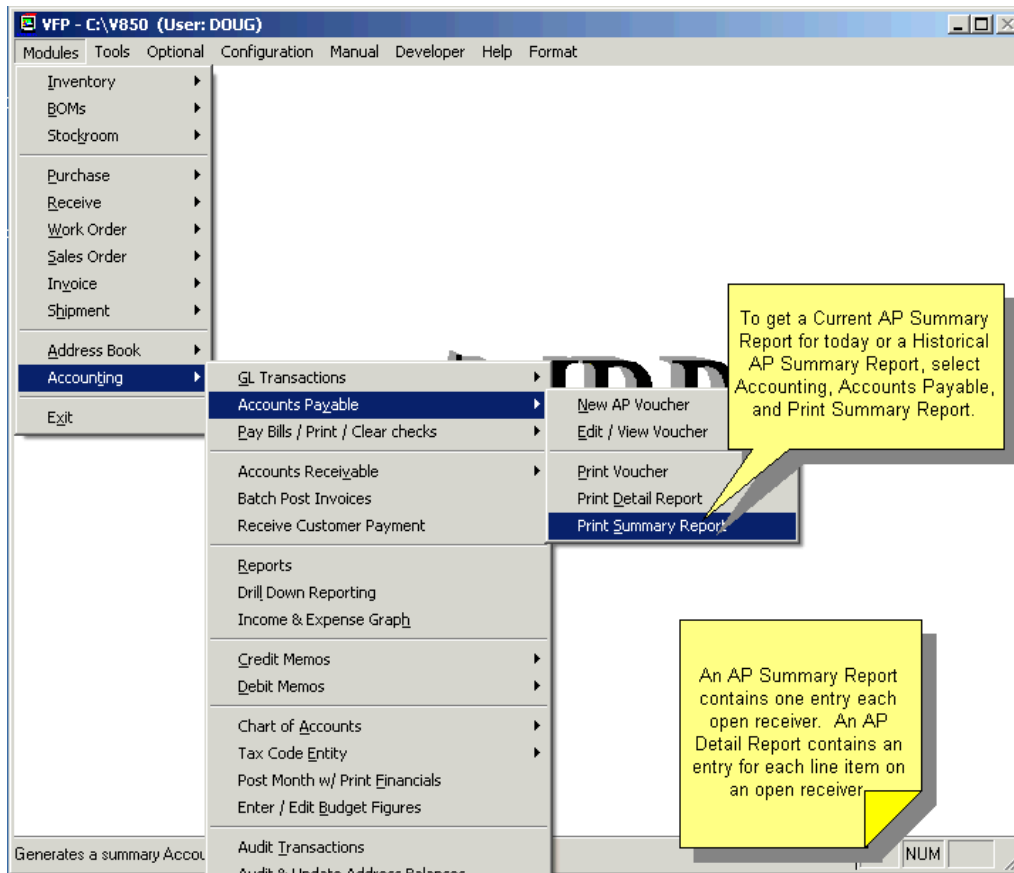 VFP - C:\V850 (User: DOUG)
Modules Tools Optional Configuration Manual Developer Help Format
Inventory
BOMs
Stockroom
Purchase
Receive
Work Order
Sales Order
Invoice
Shipment
Address Book
Accounting
Exit
GL Transactions
Accounts Payable
Pay Bills / Print / Clear checks
Accounts Receivable
Batch Post Invoices
Receive Customer Payment
Reports
Drill Down Reporting
Income & Expense Graph
Credit Memos
Debit Memos
Chart of Accounts
Tax Code Entity
Post Month w/ Print Financials
Enter / Edit Budget Figures
Audit Transactions
Audit & Update Address Balances
New AP Voucher
Edit / View Voucher
Print Voucher
Print Detail Report
Print Summary Report
To get a Current AP Summary
Report for today or a Historical
AP Summary Report, select
Accounting, Accounts Payable,
and Print Summary Report.
An AP Summary Report
contains one entry each
open receiver. An AP
Detail Report contains an
entry for each line item on
an open receiver
Generates a summary Accou
NUM